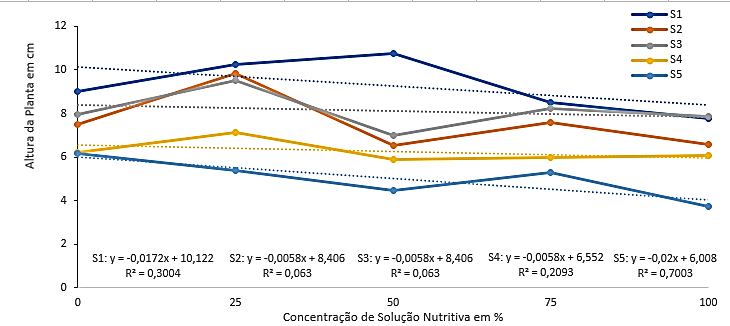 S1
S2
S3
S4
S5
12
10
8
6
4
2
0
Altura da Planta em cm
S1: y = -0,0172x + 10,122
R² = 0,3004
S2: y = -0,0058x + 8,406
R² = 0,063
S3: y = -0,0058x + 8,406
R² = 0,063
S4: y = -0,0058x + 6,552
R² = 0,2093
S5: y = -0,02x + 6,008
R² = 0,7003
0 25 50 75 100
Concentração de Solução Nutritiva em %